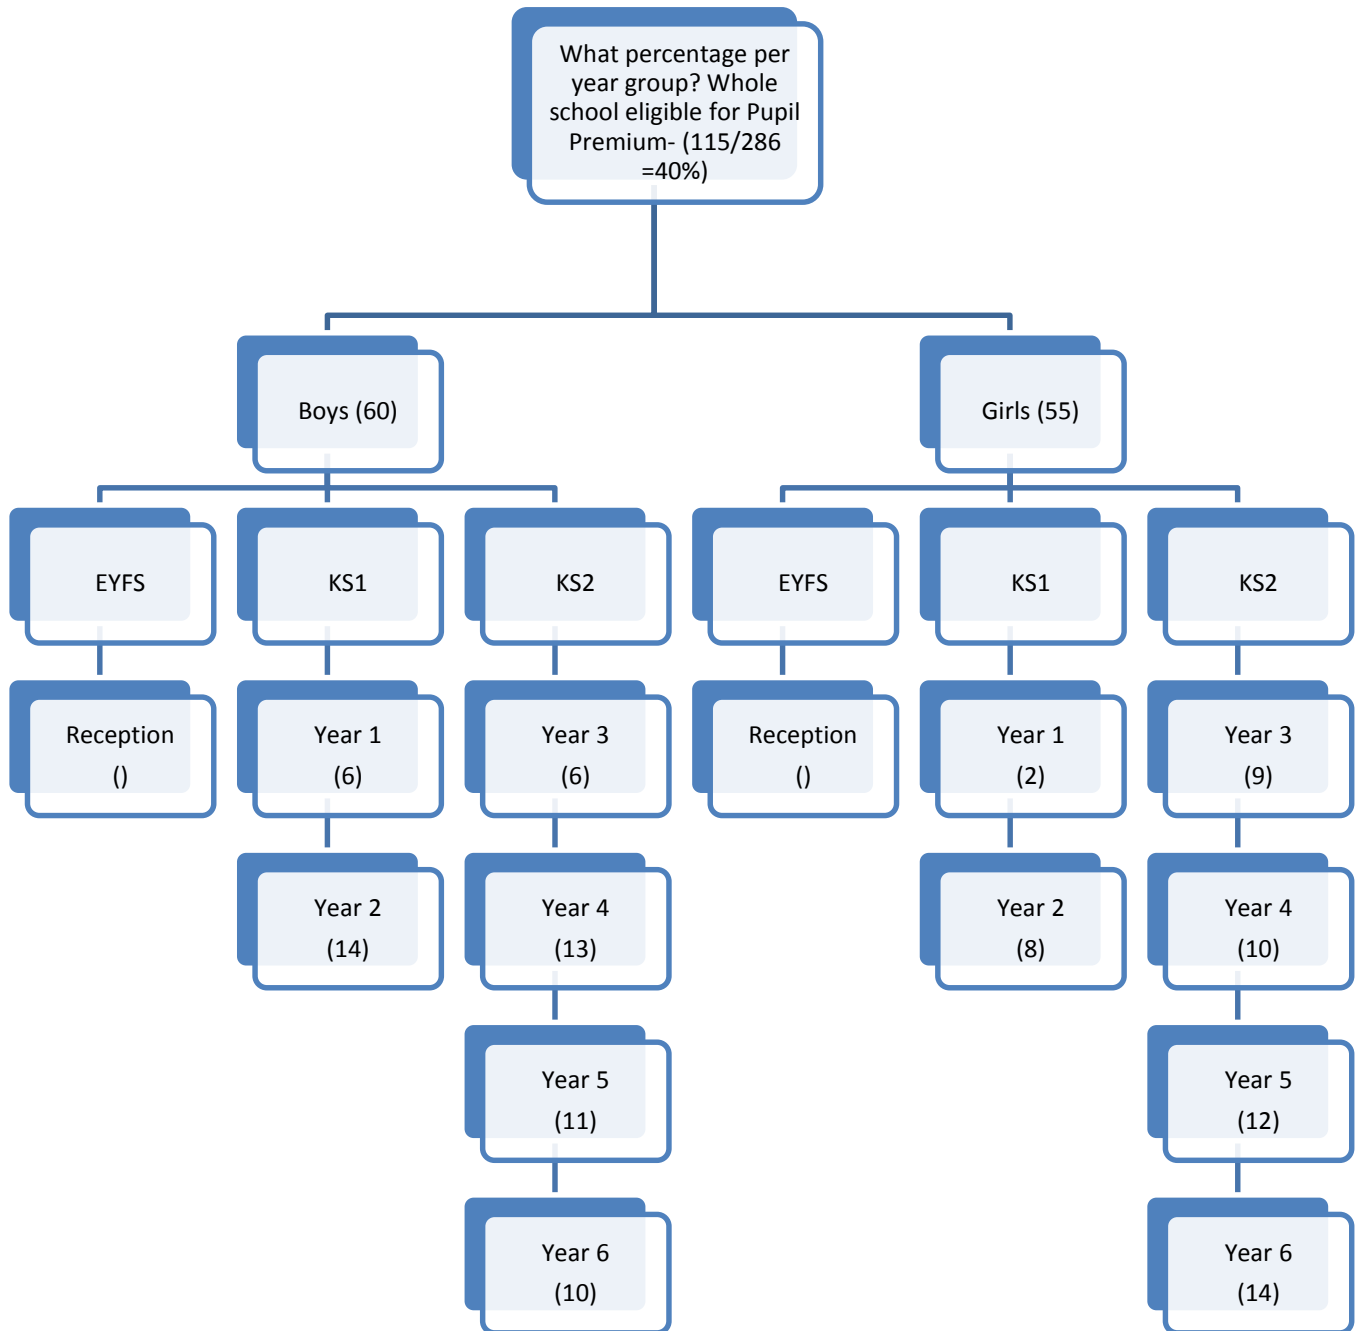 What percentage per
year group? Whole
school eligible for Pupil
Premium- (115/286
=40%)
Boys (60)
Girls (55)
EYFS
KS1
KS2
EYFS
KS1
KS2
Reception
()
Year 1
(6)
Year 3
(6)
Reception
()
Year 1
(2)
Year 3
(9)
Year 2
(14)
Year 4
(13)
Year 2
(8)
Year 4
(10)
Year 5
(11)
Year 5
(12)
Year 6
(10)
Year 6
(14)